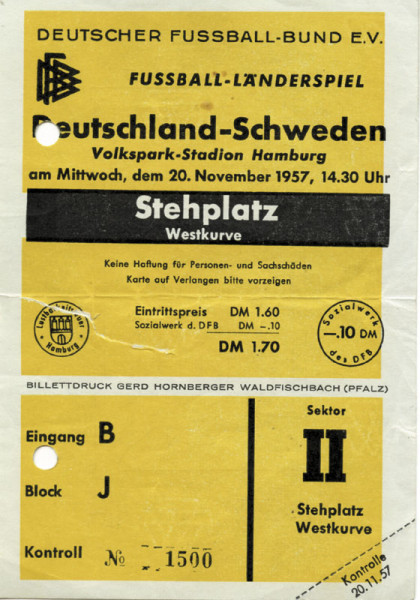 DEUTSCHER FUSSBALL-BUND E.V.
DFB
FUSSBALL-LÄNDERSPIEL
Deutschland-Schweden
Volkspark-Stadion Hamburg
am Mittwoch, dem 20. November 1957, 14.30 Uhr
Stehplatz
Westkurve
Keine Haftung für Personen- und Sachschäden
Karte auf Verlangen bitte vorzeigen
Hamburg
Eintrittspreis DM 1.60
Sozialwerk d. DFB DM -.10
DM 1.70
Sozialwerk
-.10 DM
des DFB
BILLETTDRUCK GERD HORNBERGER WALDFISCHBACH (PFALZ)
Eingang B
Block J
Kontroll № 1500
Sektor
II
Stehplatz
Westkurve
Kontrolle
20.11.57